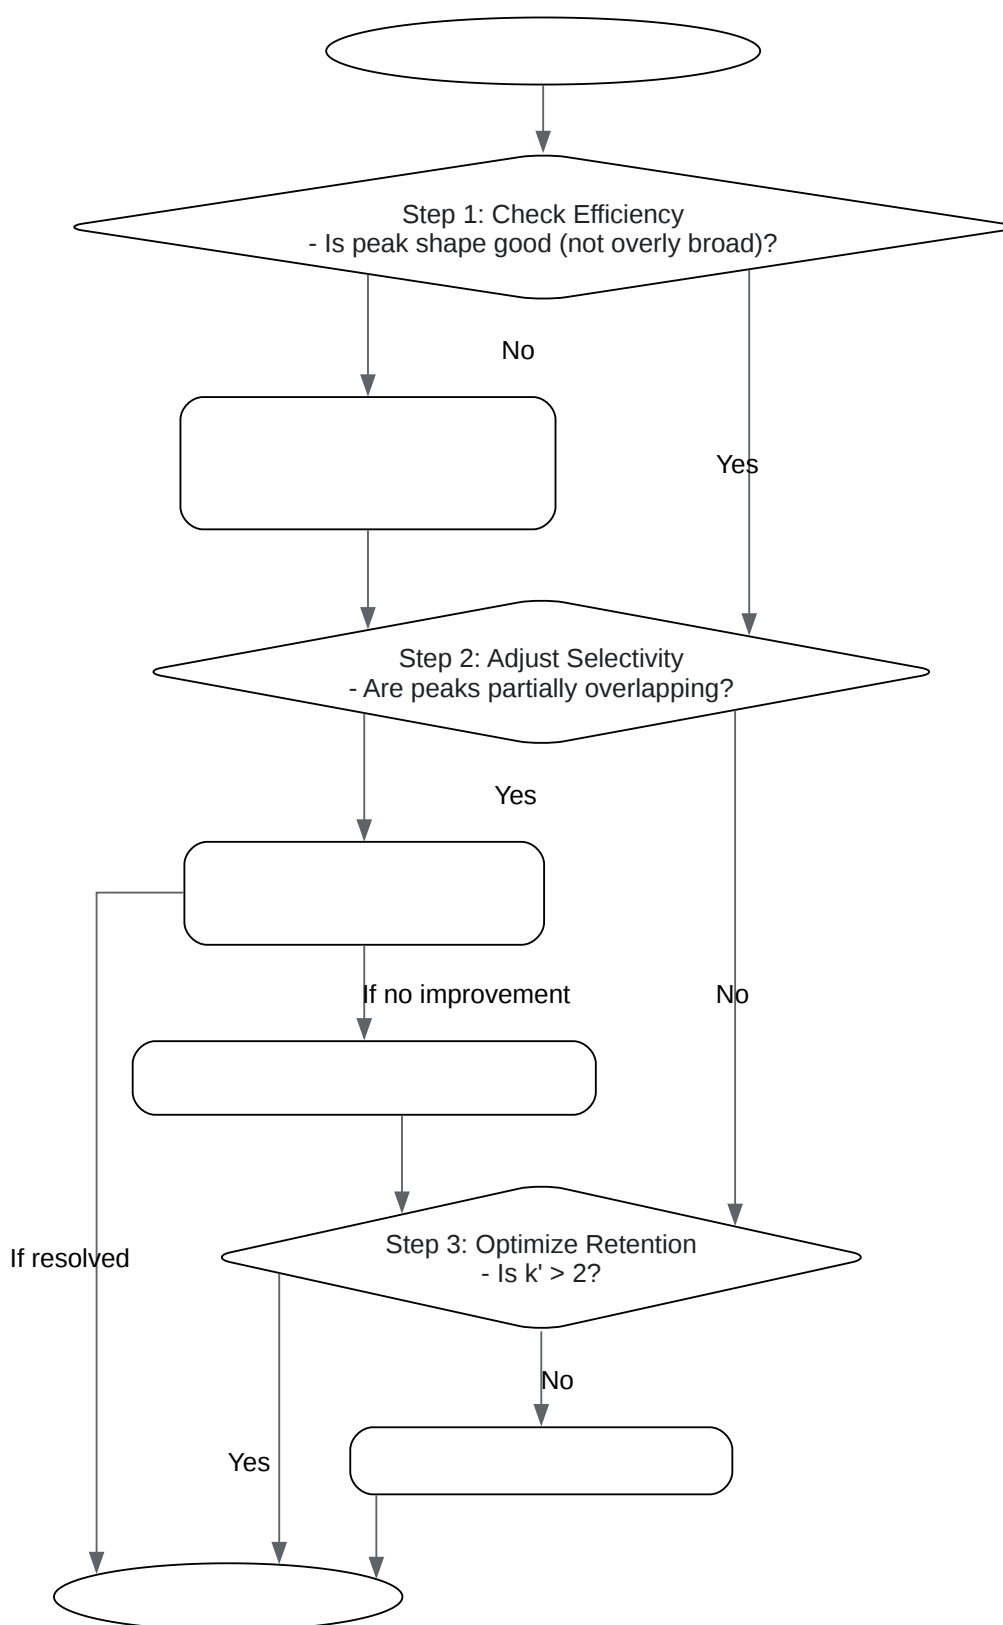 Step 1: Check Efficiency
- Is peak shape good (not overly broad)?
No
Yes
Step 2: Adjust Selectivity
- Are peaks partially overlapping?
Yes
If no improvement
No
Step 3: Optimize Retention
- Is k' > 2?
If resolved
No
Yes